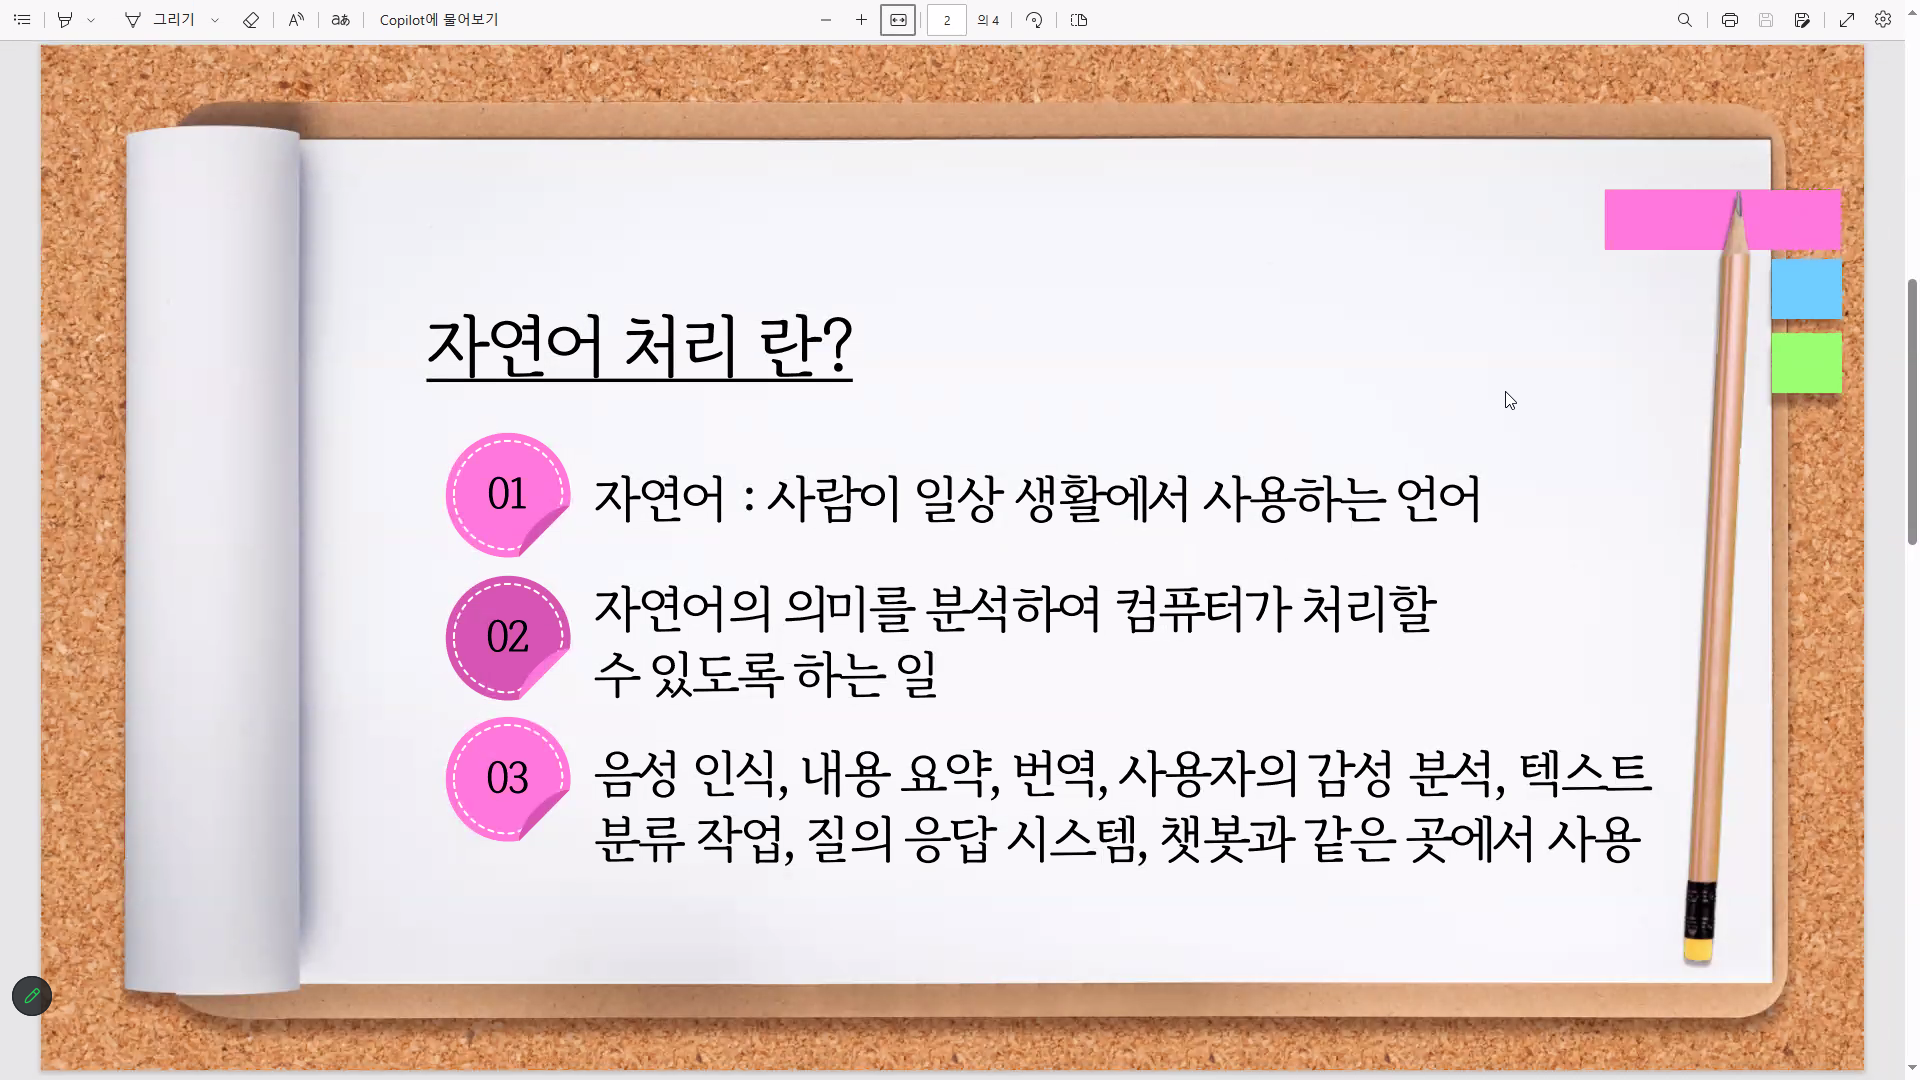 그리기
Copilot에 물어보기
2
의 4
자연어 처리 란?
01
자연어 : 사람이 일상 생활에서 사용하는 언어
02
자연어의 의미를 분석하여 컴퓨터가 처리할
수 있도록 하는 일
03
음성 인식, 내용 요약, 번역, 사용자의 감성 분석, 텍스트
분류 작업, 질의 응답 시스템, 챗봇과 같은 곳에서 사용